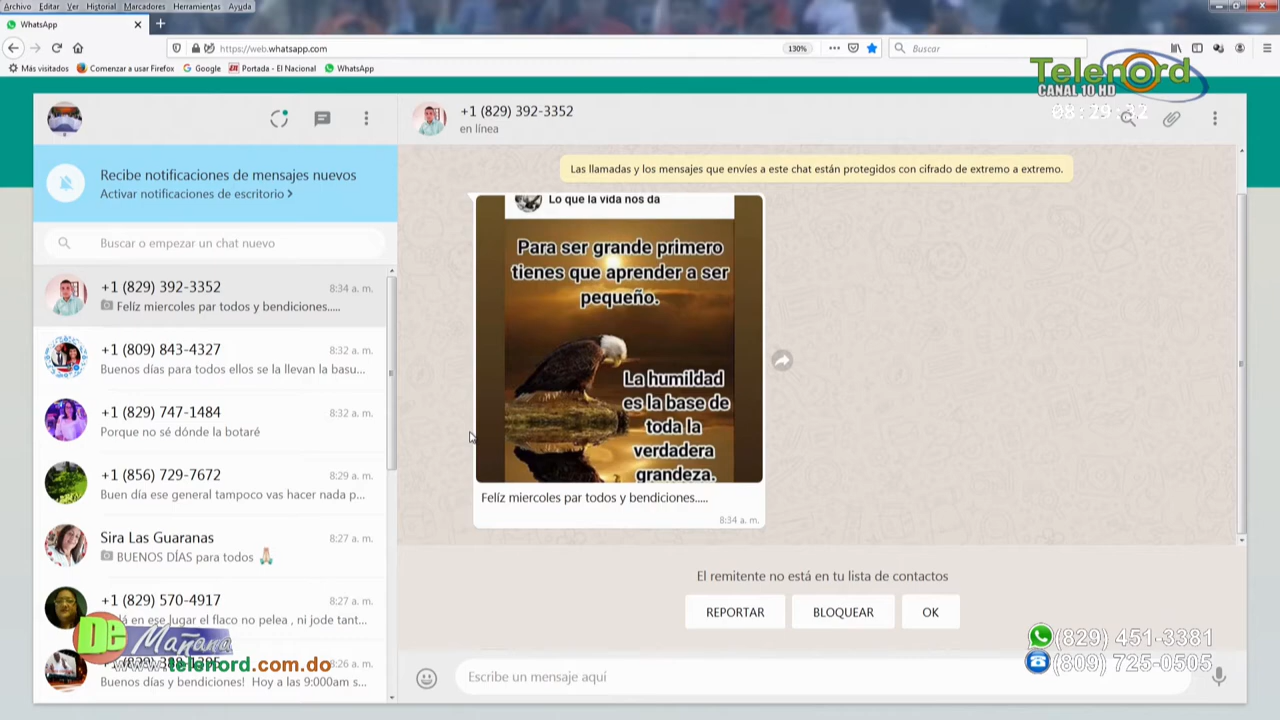 Archivo Editar Ver Historial Marcadores Herramientas Ayuda
WhatsApp
https://web.whatsapp.com
130%
Buscar
Más visitados
Comenzar a usar Firefox
Google
Portada - El Nacional
WhatsApp
Telenord
CANAL 10.HD
08:29:32
+1 (829) 392-3352
en línea
Recibe notificaciones de mensajes nuevos
Activar notificaciones de escritorio >
Buscar o empezar un chat nuevo
+1 (829) 392-3352
8:34 a. m.
Felíz miercoles par todos y bendiciones.....
+1 (809) 843-4327
8:32 a. m.
Buenos días para todos ellos se la llevan la basu...
+1 (829) 747-1484
8:32 a. m.
Porque no sé dónde la botaré
+1 (856) 729-7672
8:29 a. m.
Buen día ese general tampoco vas hacer nada p...
Sira Las Guaranas
8:27 a. m.
BUENOS DÍAS para todos
+1 (829) 570-4917
8:27 a. m.
á en ese lugar el flaco no pelea , ni jode tant...
8:26 a. m.
Buenos días y bendiciones! Hoy a las 9:000am s...
De Mañana
www.telenord.com.do
Las llamadas y los mensajes que envíes a este chat están protegidos con cifrado de extremo a extremo.
Lo que la vida nos da
Para ser grande primero
tienes que aprender a ser
pequeño.
La humildad
es la base de
toda la
verdadera
grandeza.
Felíz miercoles par todos y bendiciones.....
8:34 a. m.
El remitente no está en tu lista de contactos
REPORTAR
BLOQUEAR
OK
Escribe un mensaje aquí
(829) 451-3381
(809) 725-0505